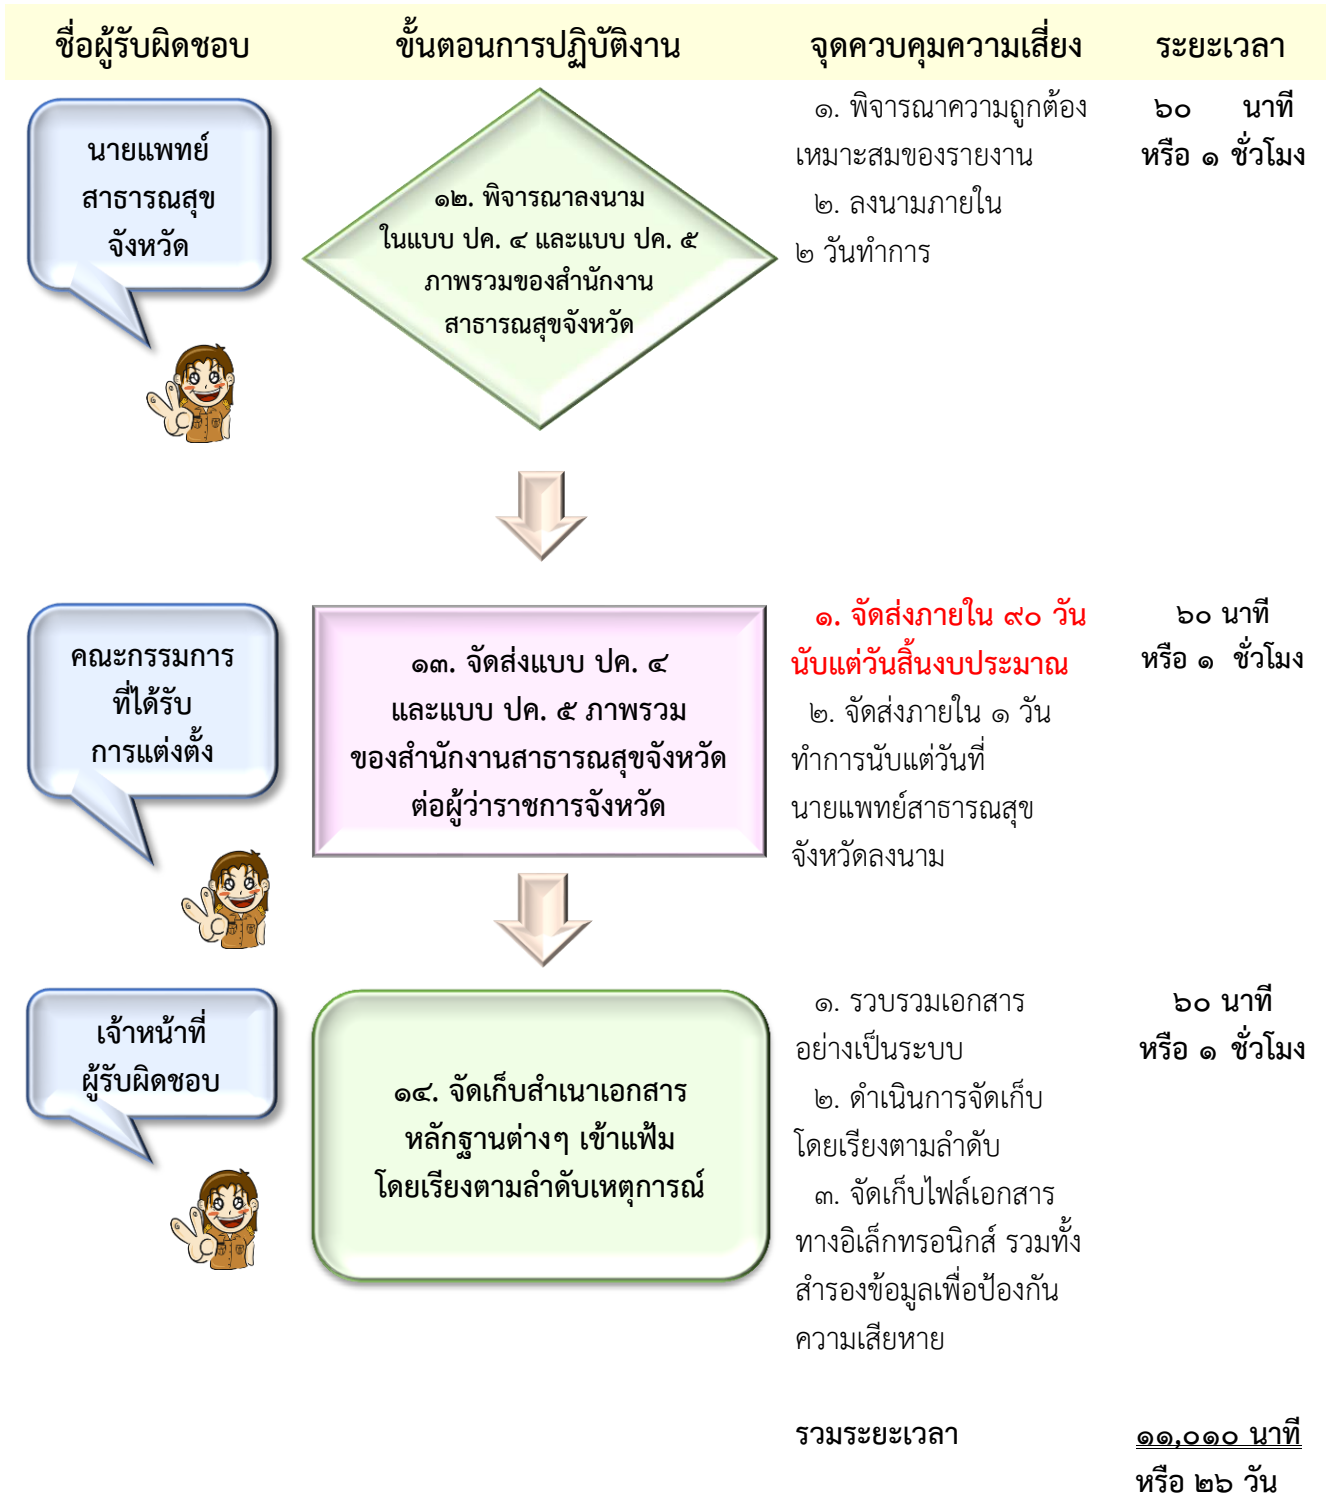 ชื่อผู้รับผิดชอบ
ขั้นตอนการปฏิบัติงาน
จุดควบคุมความเสี่ยง
ระยะเวลา
นายแพทย์
สาธารณสุข
จังหวัด
๑๒. พิจารณาลงนาม
ในแบบ ปค. ๔ และแบบ ปค. ๕
ภาพรวมของสำนักงาน
สาธารณสุขจังหวัด
๑. พิจารณาความถูกต้อง
เหมาะสมของรายงาน
๒. ลงนามภายใน
๒ วันทำการ
๖๐ นาที
หรือ ๑ ชั่วโมง
คณะกรรมการ
ที่ได้รับ
การแต่งตั้ง
๑๓. จัดส่งแบบ ปค. ๔
และแบบ ปค. ๕ ภาพรวม
ของสำนักงานสาธารณสุขจังหวัด
ต่อผู้ว่าราชการจังหวัด
๑. จัดส่งภายใน ๙๐ วัน
นับแต่วันสิ้นงบประมาณ
๒. จัดส่งภายใน ๑ วัน
ทำการนับแต่วันที่
นายแพทย์สาธารณสุข
จังหวัดลงนาม
๖๐ นาที
หรือ ๑ ชั่วโมง
เจ้าหน้าที่
ผู้รับผิดชอบ
๑๔. จัดเก็บสำเนาเอกสาร
หลักฐานต่างๆ เข้าแฟ้ม
โดยเรียงตามลำดับเหตุการณ์
๑. รวบรวมเอกสาร
อย่างเป็นระบบ
๒. ดำเนินการจัดเก็บ
โดยเรียงตามลำดับ
๓. จัดเก็บไฟล์เอกสาร
ทางอิเล็กทรอนิกส์ รวมทั้ง
สำรองข้อมูลเพื่อป้องกัน
ความเสียหาย
๖๐ นาที
หรือ ๑ ชั่วโมง
รวมระยะเวลา
๑๑,๐๑๐ นาที
หรือ ๒๖ วัน